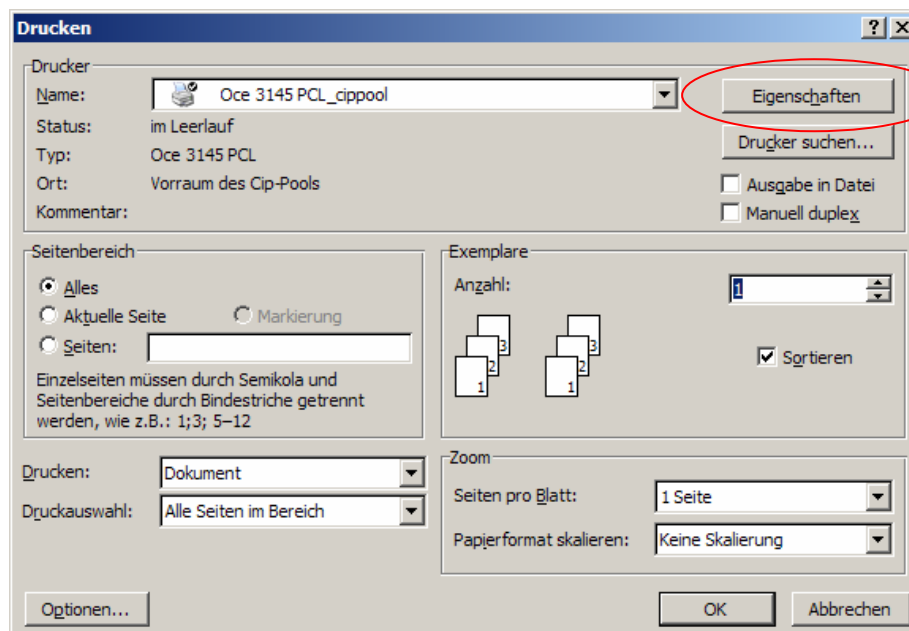 Drucken
Drucker
Name: Oce 3145 PCL_cippool
Eigenschaften
Status: im Leerlauf
Drucker suchen...
Typ: Oce 3145 PCL
Ort: Vorraum des Cip-Pools
Ausgabe in Datei
Kommentar:
Manuell duplex
Seitenbereich
Alles
Aktuelle Seite Markierung
Seiten:
Einzelseiten müssen durch Semikola und
Seitenbereiche durch Bindestriche getrennt
werden, wie z.B.: 1;3; 5–12
Exemplare
Anzahl: 1
3 3
2 2
1 1
Sortieren
Drucken: Dokument
Druckauswahl: Alle Seiten im Bereich
Zoom
Seiten pro Blatt: 1 Seite
Papierformat skalieren: Keine Skalierung
Optionen... OK Abbrechen